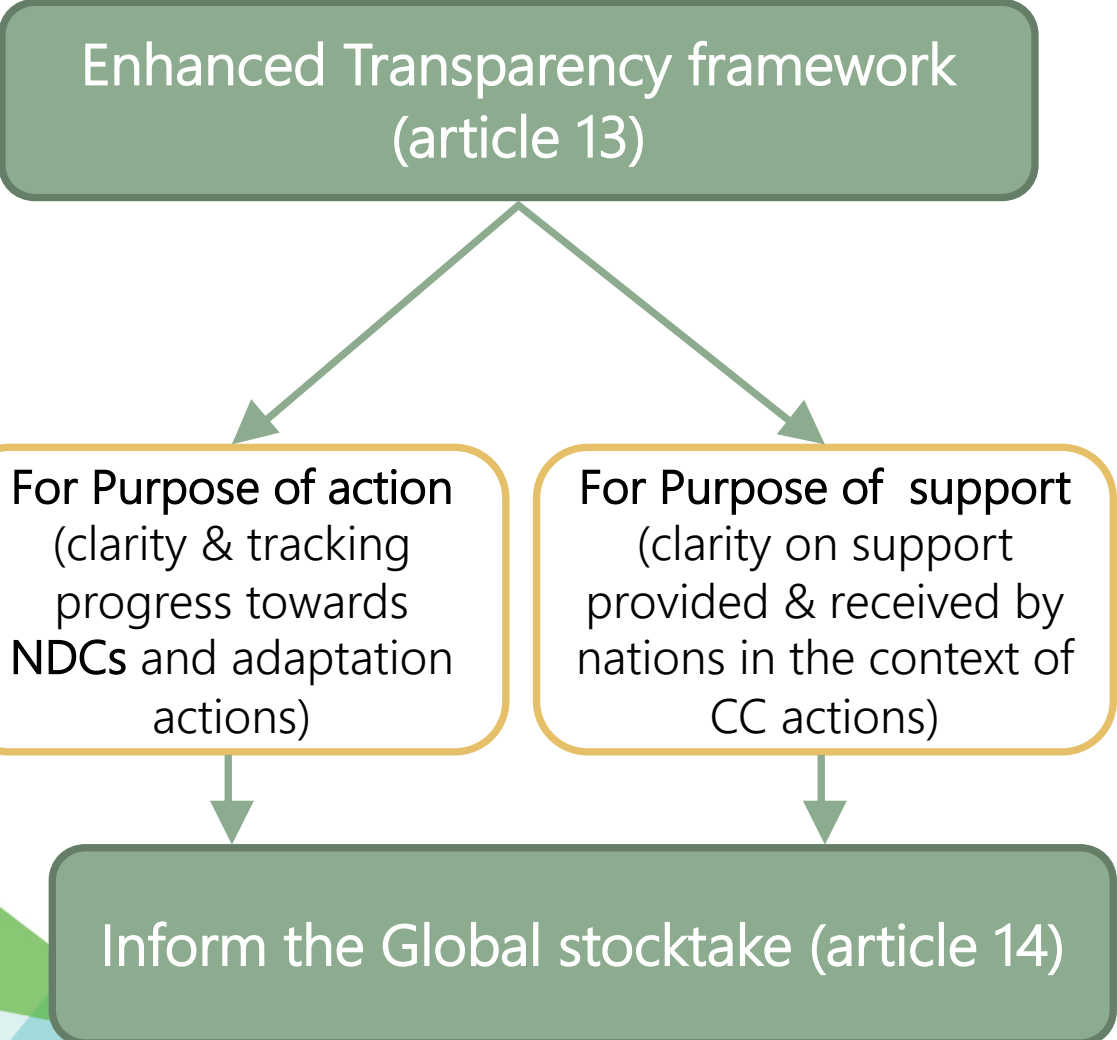 Enhanced Transparency framework
(article 13)
For Purpose of action
(clarity & tracking
progress towards
NDCs and adaptation
actions)
For Purpose of  support
(clarity on support
provided & received by
nations in the context of
CC actions)
Inform the Global stocktake (article 14)